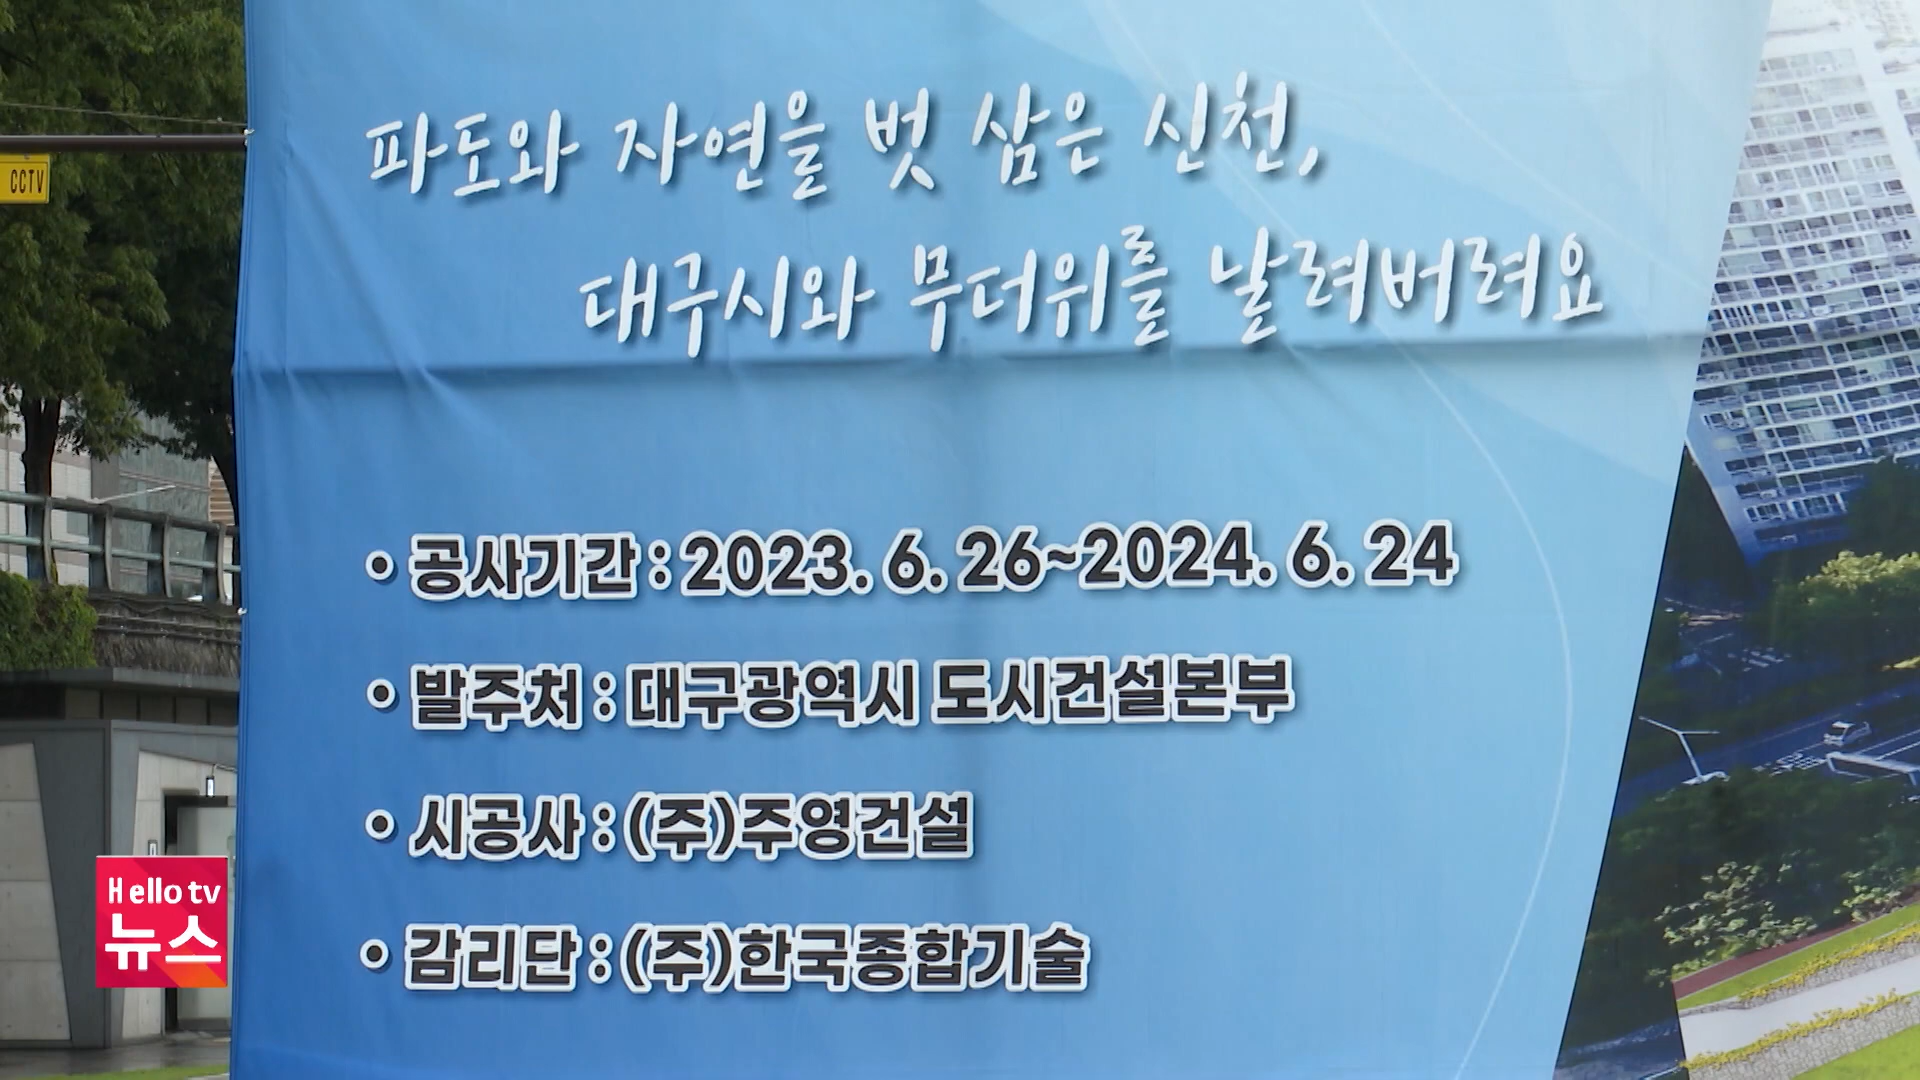 파도와 자연을 벗 삼은 신천,
대구시와 무더위를 날려버려요
CCTV
• 공사기간 : 2023. 6. 26~2024. 6. 24
• 발주처 : 대구광역시 도시건설본부
• 시공사 : (주)주영건설
• 감리단 : (주)한국종합기술
Hello tv
뉴스